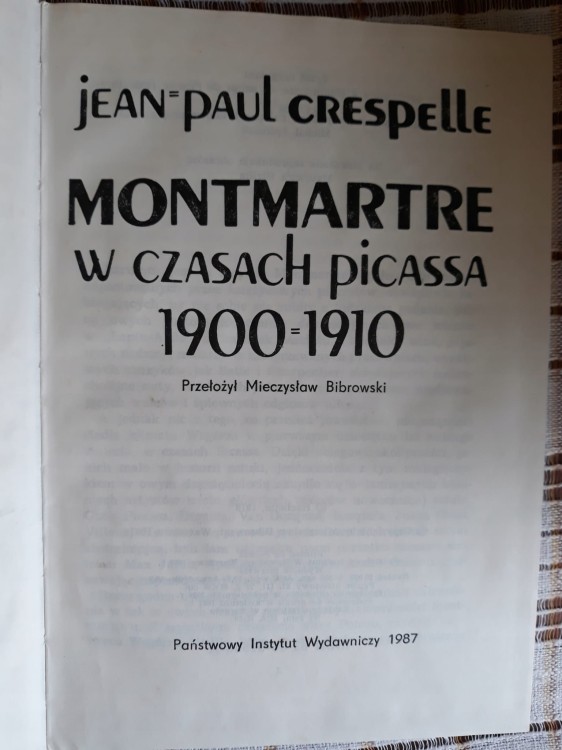 jEAN=PAUL CRESPELLE
MONTMARTRE
W CZASACH PICASSA
1900=1910
Przełożył Mieczysław Bibrowski
Państwowy Instytut Wydawniczy 1987